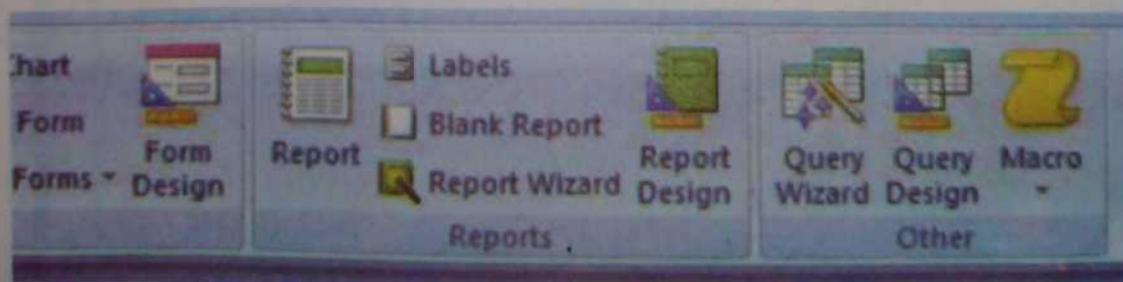 Chart
Form
Forms
Form Design
Report
Labels
Blank Report
Report Wizard
Report Design
Reports
Query Wizard
Query Design
Macro
Other